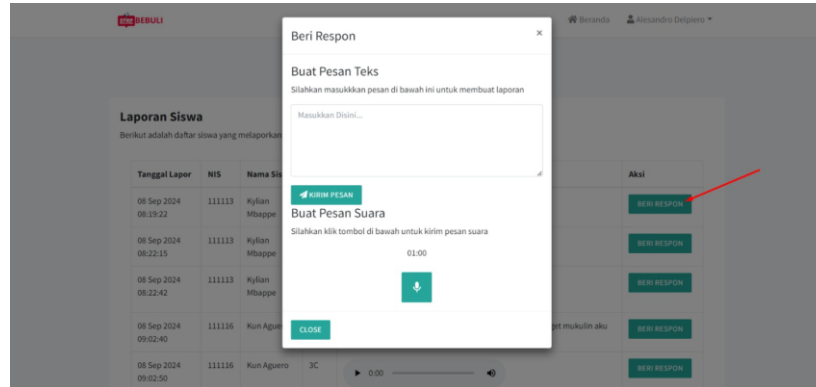 BEBULI
Beranda
Alesandro Delpiero
Beri Respon
×
Buat Pesan Teks
Silahkan masukkkan pesan di bawah ini untuk membuat laporan
Masukkan Disini...
KIRIM PESAN
Buat Pesan Suara
Silahkan klik tombol di bawah untuk kirim pesan suara
01:00
CLOSE
Laporan Siswa
Berikut adalah daftar siswa yang melaporkan
Tanggal Lapor NIS Nama Sis Aksi
08 Sep 2024 111113 Kylian BERI RESPON
08:19:22 Mbappe
08 Sep 2024 111113 Kylian BERI RESPON
08:22:15 Mbappe
08 Sep 2024 111113 Kylian BERI RESPON
08:22:42 Mbappe
08 Sep 2024 111116 Kun Ague mukulin aku BERI RESPON
09:02:40
08 Sep 2024 111116 Kun Aguero 3C 0:00 BERI RESPON
09:02:50